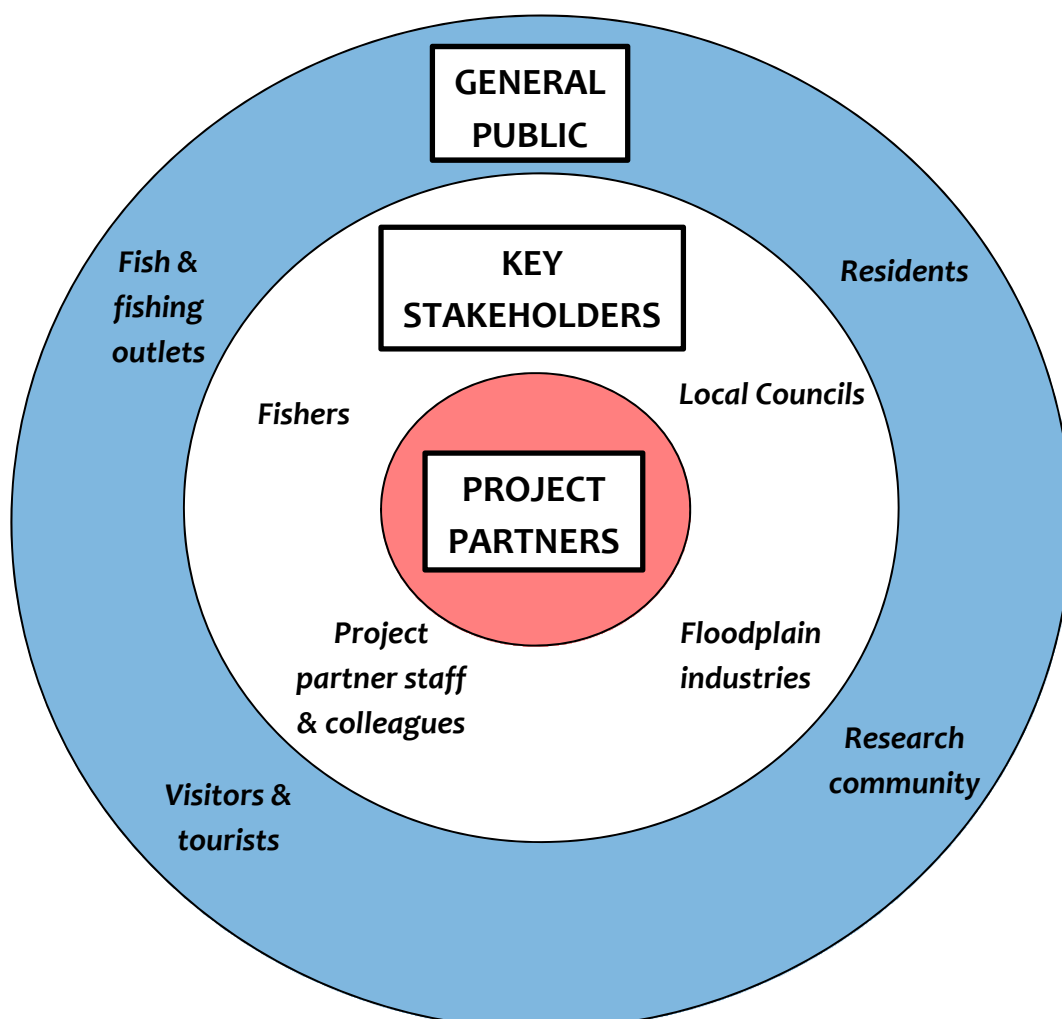 GENERAL
PUBLIC
KEY
STAKEHOLDERS
Fish &
fishing
outlets
Residents
Fishers
Local Councils
PROJECT
PARTNERS
Project
partner staff
& colleagues
Floodplain
industries
Visitors &
tourists
Research
community